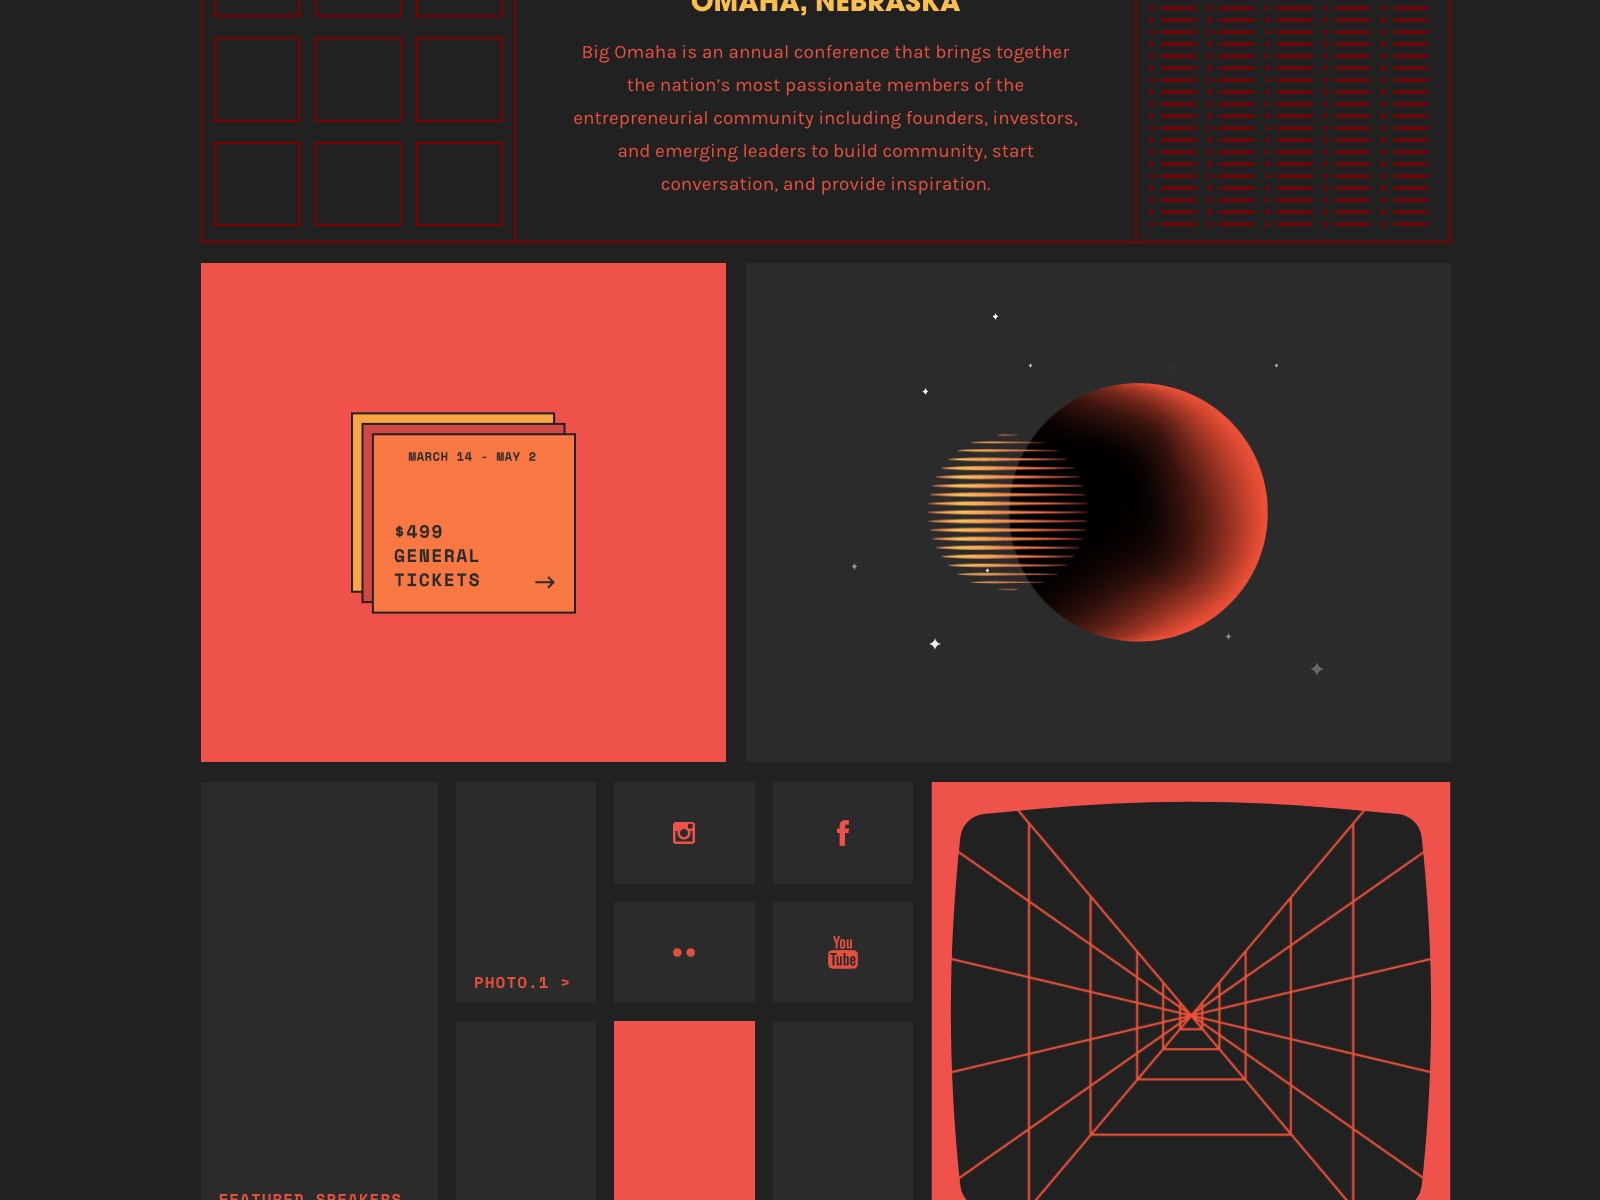 OMAHA, NEBRASKA
Big Omaha is an annual conference that brings together
the nation’s most passionate members of the
entrepreneurial community including founders, investors,
and emerging leaders to build community, start
conversation, and provide inspiration.
MARCH 14 - MAY 2
$499
GENERAL
TICKETS
You
Tube
PHOTO.1 >
FEATURED SPEAKERS